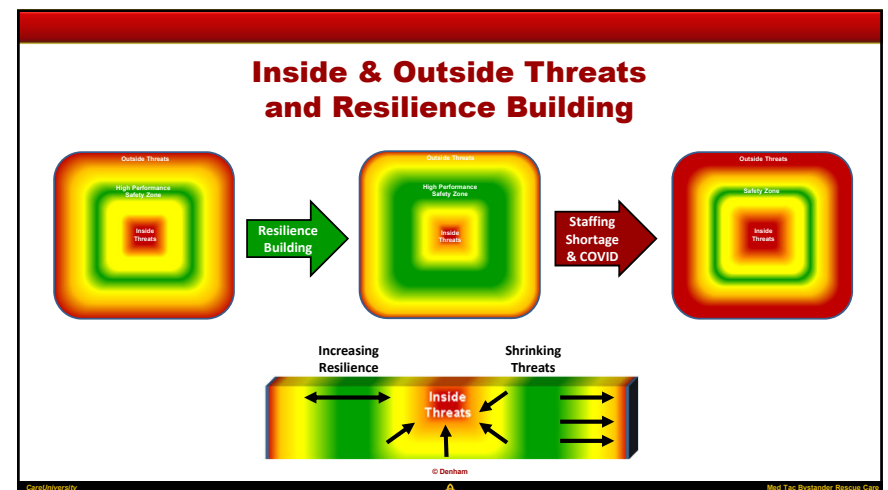 Inside & Outside Threats
and Resilience Building
Outside Threats
High Performance
Safety Zone
Inside
Threats
Resilience
Building
Outside Threats
High Performance
Safety Zone
Inside
Threats
Staffing
Shortage
& COVID
Outside Threats
Safety Zone
Inside
Threats
Increasing
Resilience
Shrinking
Threats
Inside
Threats
© Denham
CareUniversity
Med Tac Bystander Rescue Care